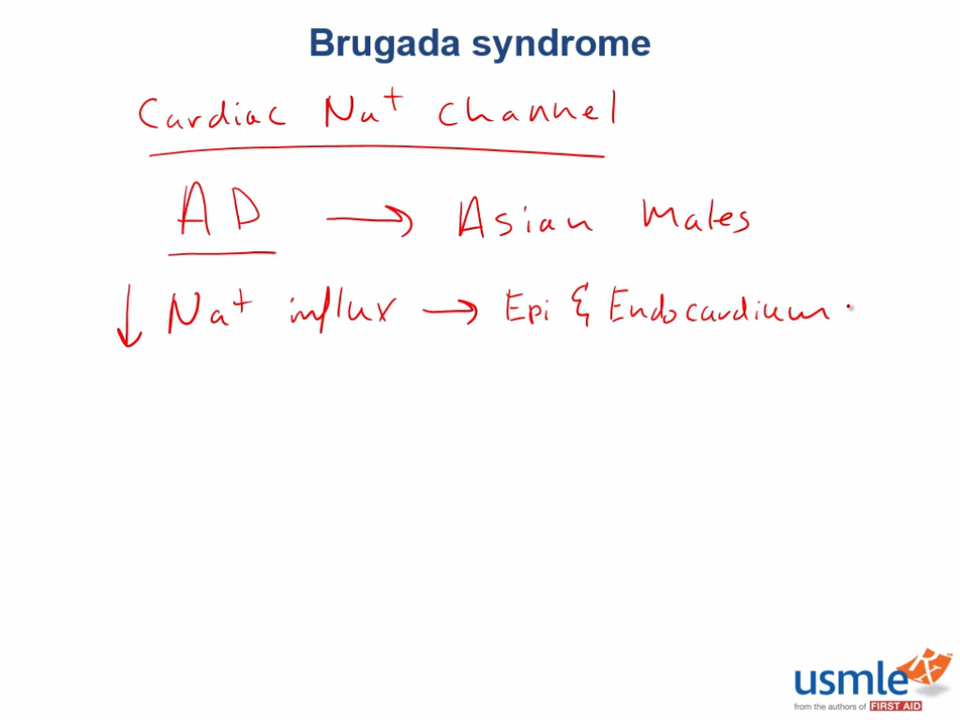 Brugada syndrome
Cardiac Na+ channel
AD → Asian Males
↓ Na+ influx → Epi & Endocardium
usmle Rx
from the authors of FIRST AID